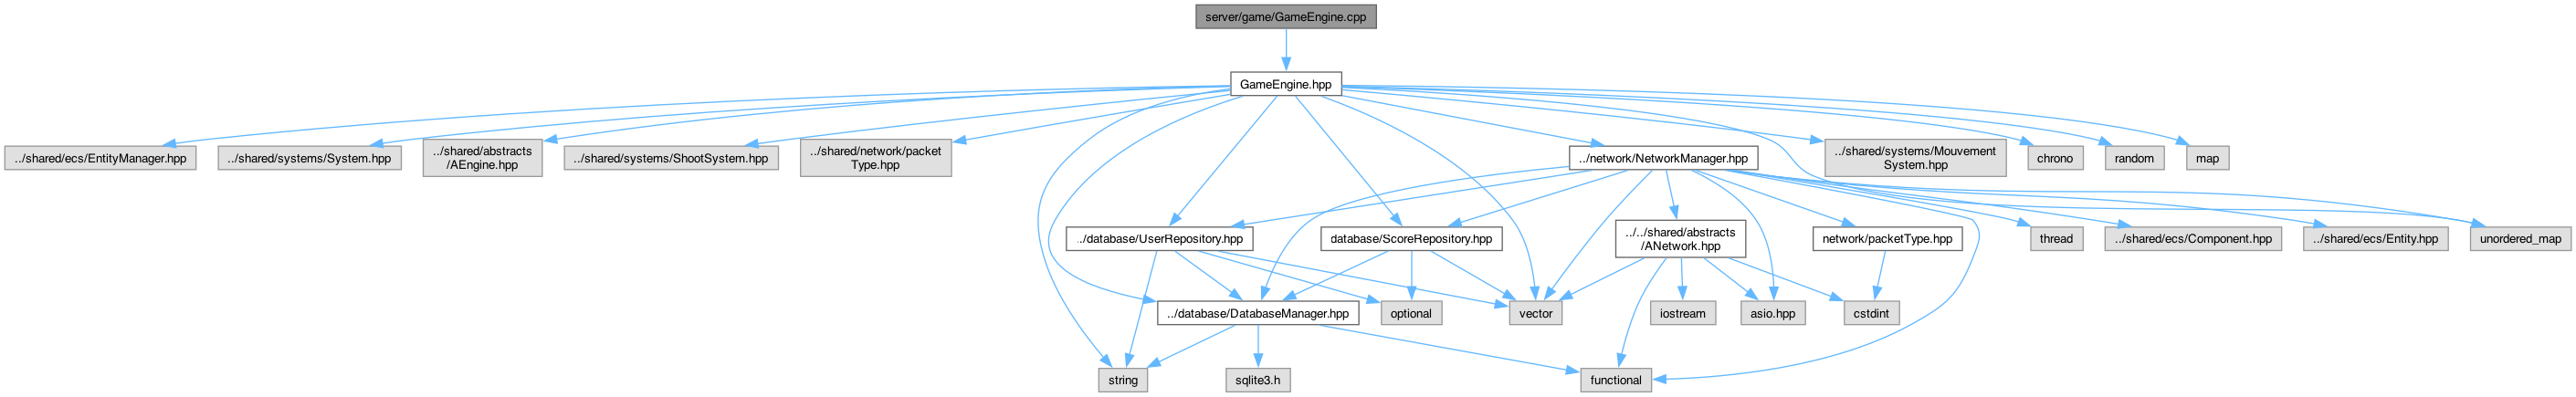 server/game/GameEngine.cpp
GameEngine.hpp
../shared/ecs/EntityManager.hpp
../shared/systems/System.hpp
../shared/abstracts
/AEngine.hpp
../shared/systems/ShootSystem.hpp
../shared/network/packet
Type.hpp
../network/NetworkManager.hpp
../shared/systems/Mouvement
System.hpp
chrono
random
map
../database/UserRepository.hpp
database/ScoreRepository.hpp
../../shared/abstracts
/ANetwork.hpp
network/packetType.hpp
thread
../shared/ecs/Component.hpp
../shared/ecs/Entity.hpp
unordered_map
../database/DatabaseManager.hpp
optional
vector
iostream
asio.hpp
cstdint
string
sqlite3.h
functional